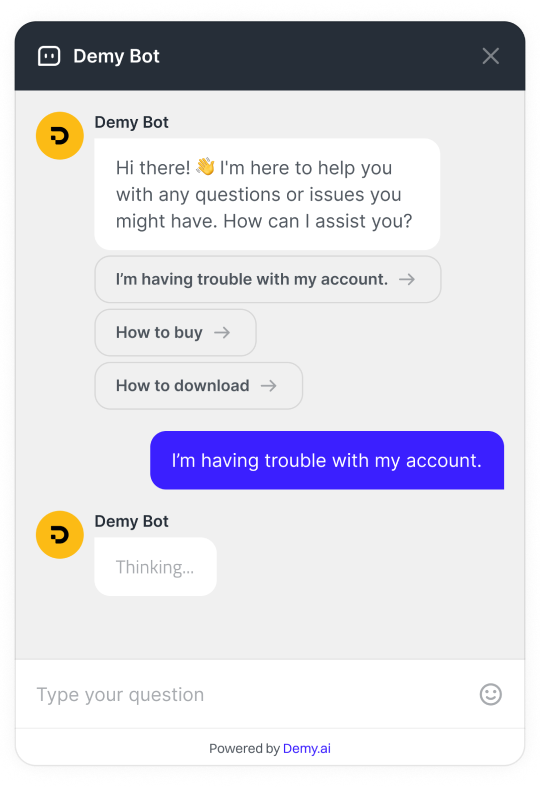 Demy Bot
Demy Bot
Hi there! 👋 I'm here to help you
with any questions or issues you
might have. How can I assist you?
I’m having trouble with my account. →
How to buy →
How to download →
I’m having trouble with my account.
Demy Bot
Thinking...
Type your question
Powered by Demy.ai